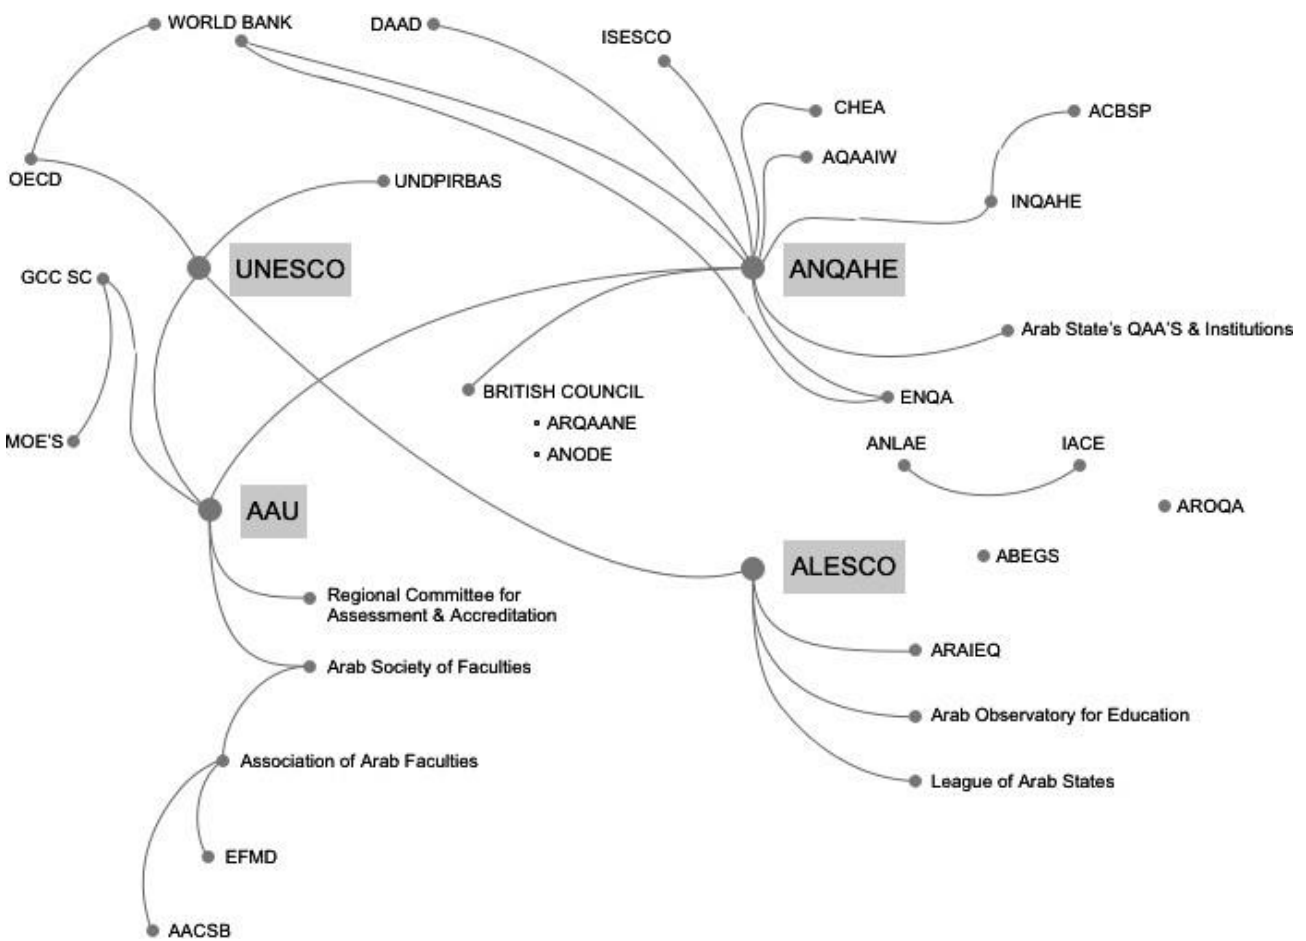 WORLD BANK
DAAD
ISESCO
CHEA
ACBSP
AQAAIW
OECD
UNDPIRBAS
INQAHE
GCC SC
UNESCO
ANQAHE
Arab State's QAA'S & Institutions
BRITISH COUNCIL
ARQAANE
ANODE
ENQA
MOE'S
ANLAE
IACE
AAU
AROQA
ABEGS
ALESCO
Regional Committee for
Assessment & Accreditation
ARAIEQ
Arab Society of Faculties
Arab Observatory for Education
Association of Arab Faculties
League of Arab States
EFMD
AACSB